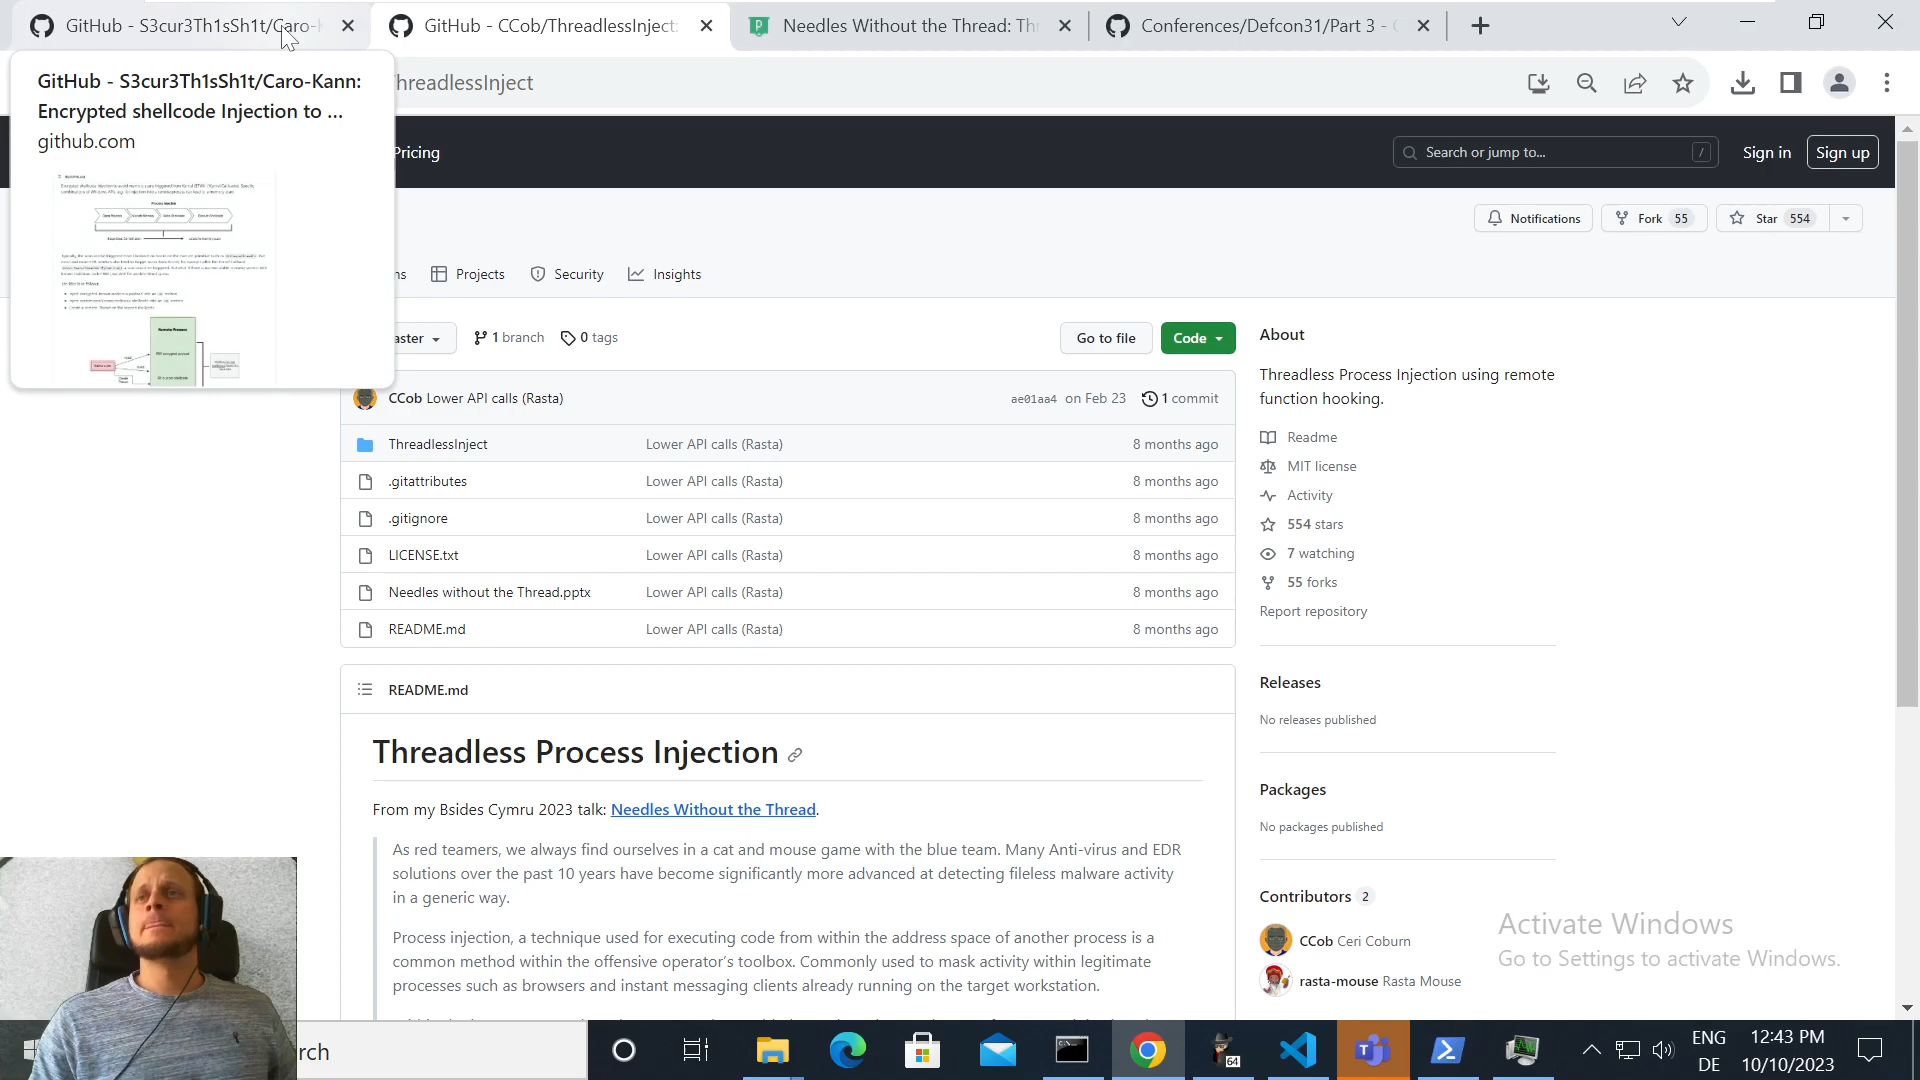 GitHub - S3cur3Th1sSh1t/Caro-K
GitHub - CCob/ThreadlessInject:
Needles Without the Thread: Thr
Conferences/Defcon31/Part 3 -
GitHub - S3cur3Th1sSh1t/Caro-Kann:
Encrypted shellcode Injection to ...
github.com
hreadlessInject
Pricing
Search or jump to...
/
Sign in
Sign up
Notifications
Fork 55
Star 554
ns
Projects
Security
Insights
aster
1 branch
0 tags
Go to file
Code
About
Threadless Process Injection using remote
function hooking.
CCob Lower API calls (Rasta)
ae01aa4 on Feb 23
1 commit
ThreadlessInject
Lower API calls (Rasta)
8 months ago
.gitattributes
Lower API calls (Rasta)
8 months ago
.gitignore
Lower API calls (Rasta)
8 months ago
LICENSE.txt
Lower API calls (Rasta)
8 months ago
Needles without the Thread.pptx
Lower API calls (Rasta)
8 months ago
README.md
Lower API calls (Rasta)
8 months ago
Readme
MIT license
Activity
554 stars
7 watching
55 forks
Report repository
Releases
No releases published
Packages
No packages published
Contributors 2
CCob Ceri Coburn
rasta-mouse Rasta Mouse
README.md
Threadless Process Injection
From my Bsides Cymru 2023 talk: Needles Without the Thread.
As red teamers, we always find ourselves in a cat and mouse game with the blue team. Many Anti-virus and EDR
solutions over the past 10 years have become significantly more advanced at detecting fileless malware activity
in a generic way.
Process injection, a technique used for executing code from within the address space of another process is a
common method within the offensive operator's toolbox. Commonly used to mask activity within legitimate
processes such as browsers and instant messaging clients already running on the target workstation.
Activate Windows
Go to Settings to activate Windows.
rch
64
ENG
DE
12:43 PM
10/10/2023